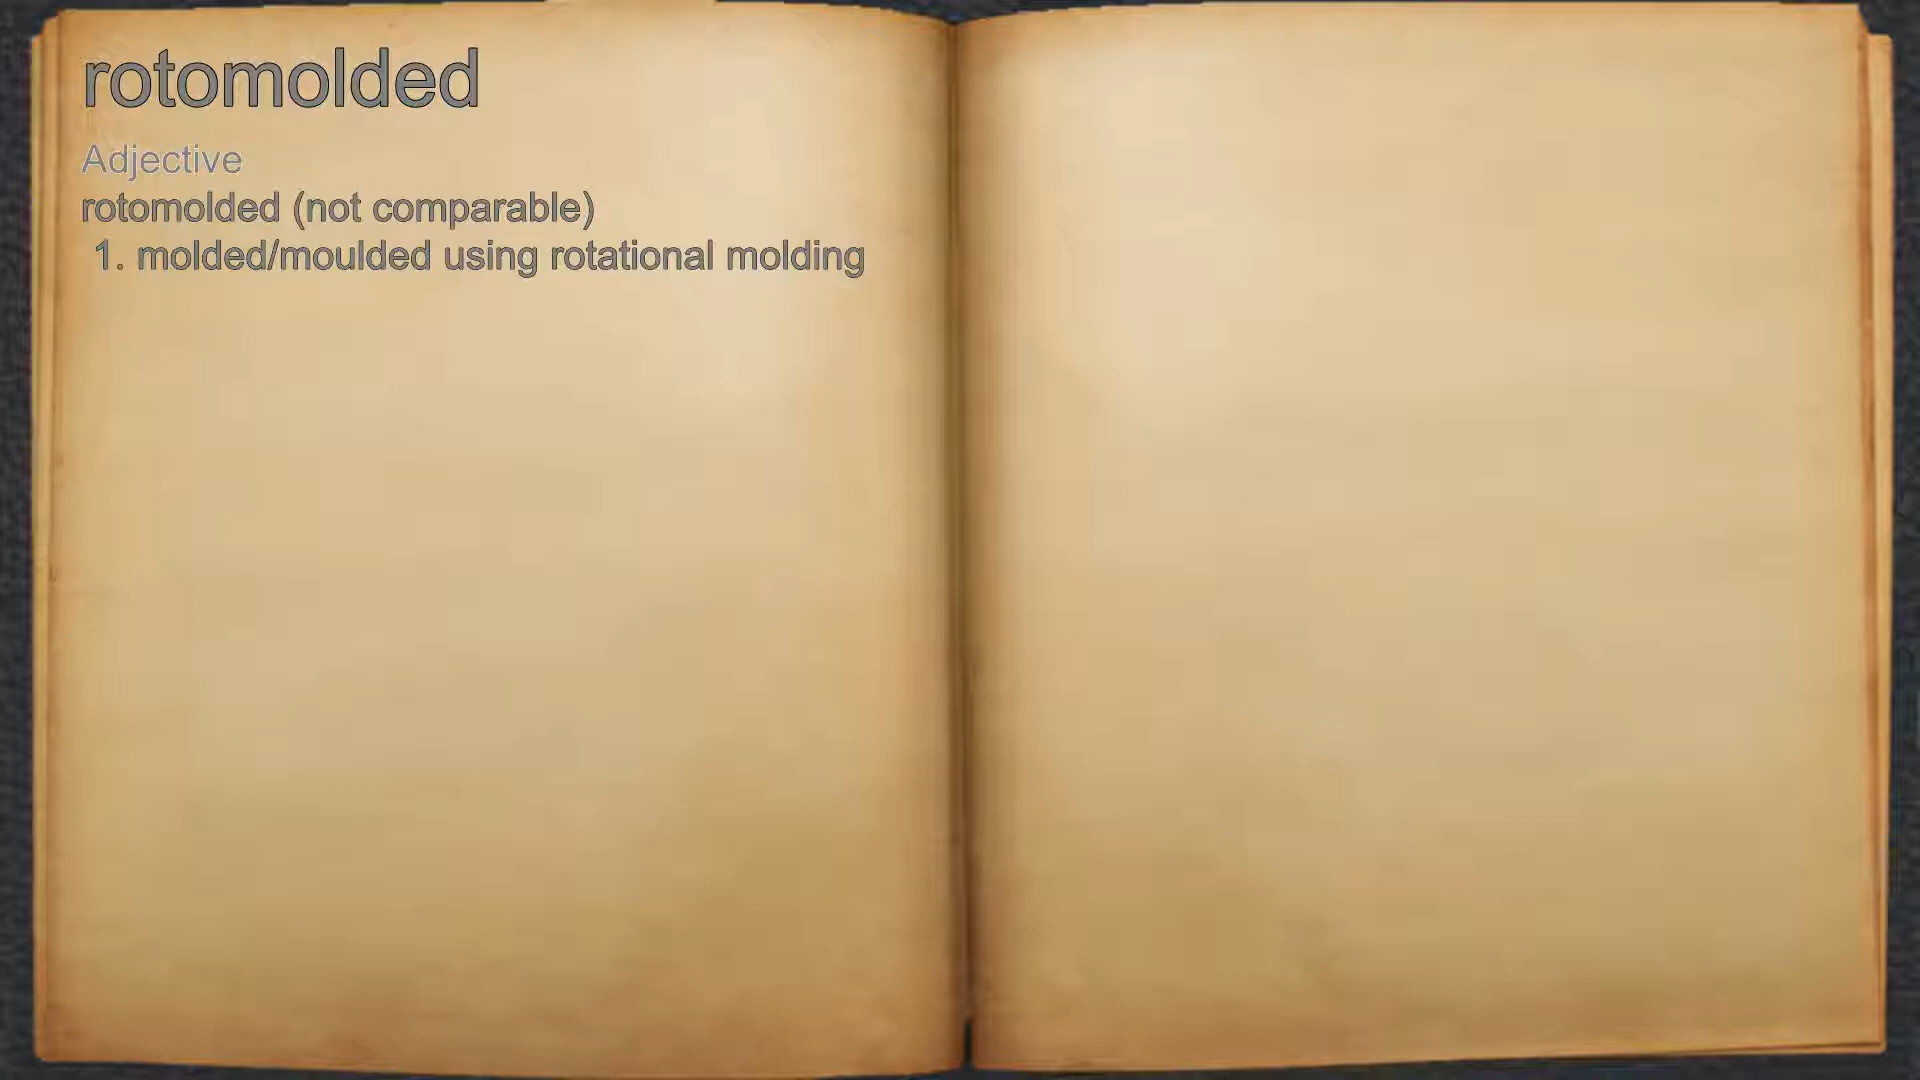 rotomolded
Adjective
rotomolded (not comparable)
1. molded/moulded using rotational molding